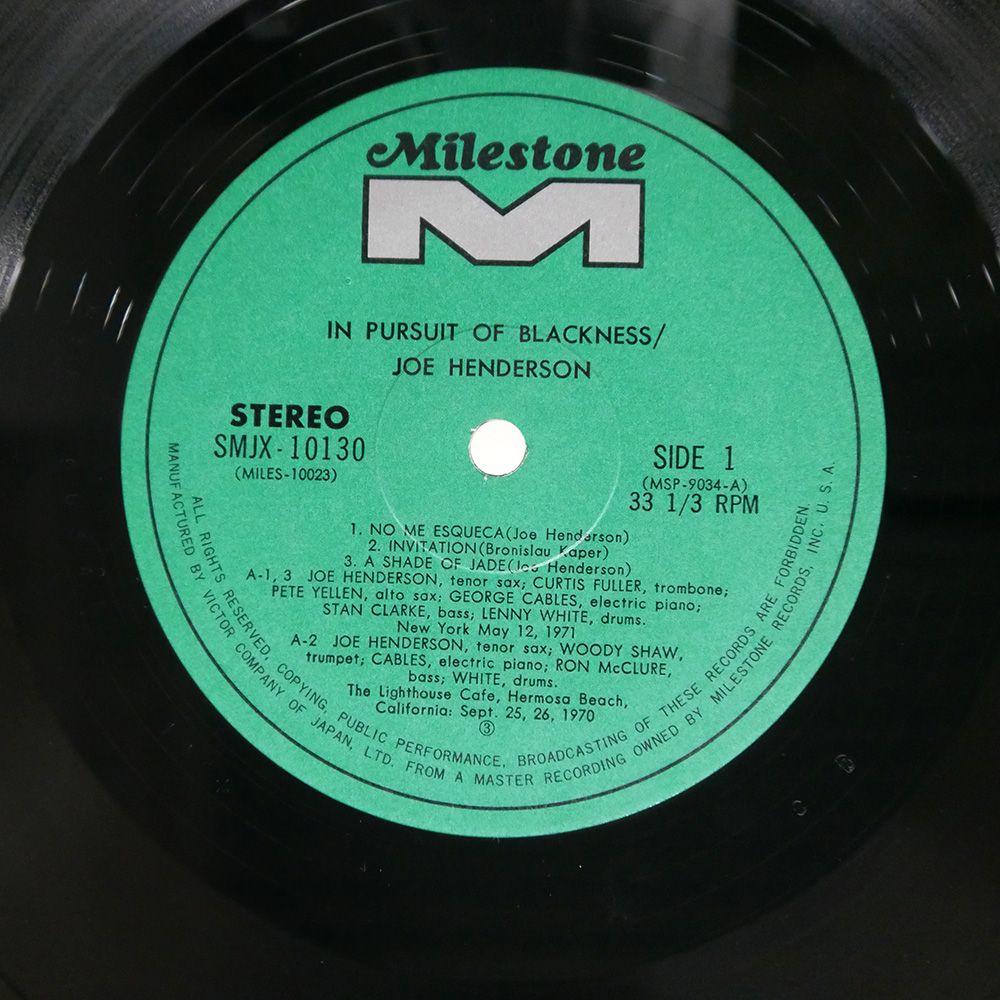 Milestone
M
IN PURSUIT OF BLACKNESS/
JOE HENDERSON
STEREO
SMJX-10130
(MILES-10023)
SIDE 1
(MSP-9034-A)
33 1/3 RPM
1. NO ME ESQUECA(Joe Henderson)
2. INVITATION(Bronislau Kaper)
3. A SHADE OF JADE(Joe Henderson)
A-1, 3 JOE HENDERSON, tenor sax; CURTIS FULLER, trombone;
PETE YELLEN, alto sax; GEORGE CABLES, electric piano;
STAN CLARKE, bass; LENNY WHITE, drums.
New York May 12, 1971
A-2 JOE HENDERSON, tenor sax; WOODY SHAW,
trumpet; CABLES, electric piano; RON McCLURE,
bass; WHITE, drums.
The Lighthouse Cafe, Hermosa Beach,
California: Sept. 25, 26, 1970
③
ALL RIGHTS RESERVED, COPYING, PUBLIC PERFORMANCE, BROADCASTING OF THESE RECORDS ARE FORBIDDEN.
MANUFACTURED BY VICTOR COMPANY OF JAPAN, LTD. FROM A MASTER RECORDING OWNED BY MILESTONE RECORDS, INC. U.S.A.